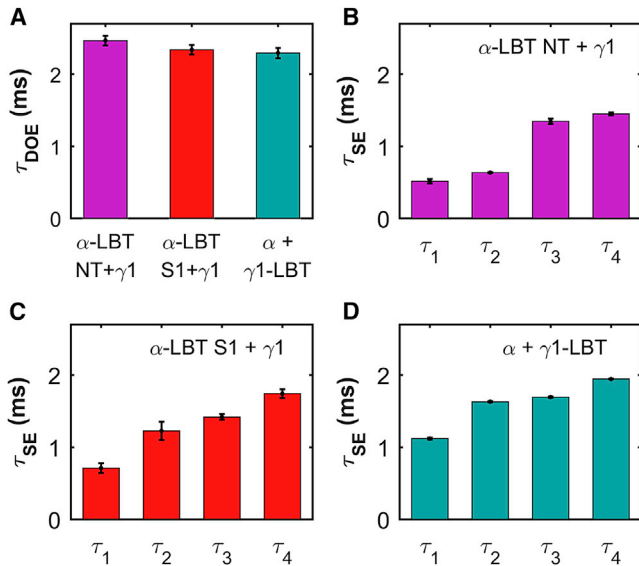 A
τDOE (ms)
2
1
0
α-LBT NT+γ1
α-LBT S1+γ1
α + γ1-LBT
B
α-LBT NT + γ1
τSE (ms)
2
1
0
τ1 τ2 τ3 τ4
C
α-LBT S1 + γ1
τSE (ms)
2
1
0
τ1 τ2 τ3 τ4
D
α + γ1-LBT
τSE (ms)
2
1
0
τ1 τ2 τ3 τ4